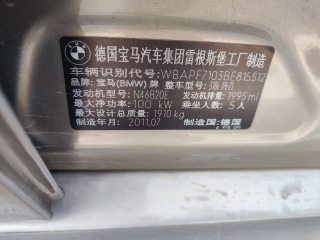 德国宝马汽车集团雷根斯堡工厂制造
车辆识别代号:WBAPF7103BE815512
品牌:宝马(BMW) 牌 整车型号:
发动机型号: N46B20E 发动机排量:1995ml
最大净功率: 100 kW 乘坐人数: 5人
最大设计总质量: 1910 kg
制造年月: 2011.07 制造国:德国